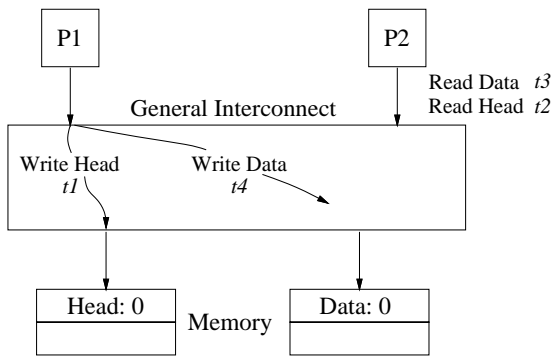 P1
P2
Read Data t3
Read Head t2
General Interconnect
Write Head
t1
Write Data
t4
Head: 0
Memory
Data: 0